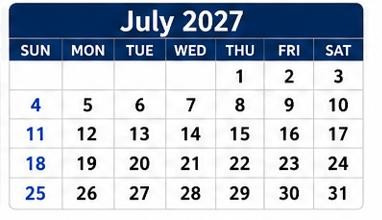 July 2027
SUN MON TUE WED THU FRI SAT
1 2 3
4 5 6 7 8 9 10
11 12 13 14 15 16 17
18 19 20 21 22 23 24
25 26 27 28 29 30 31